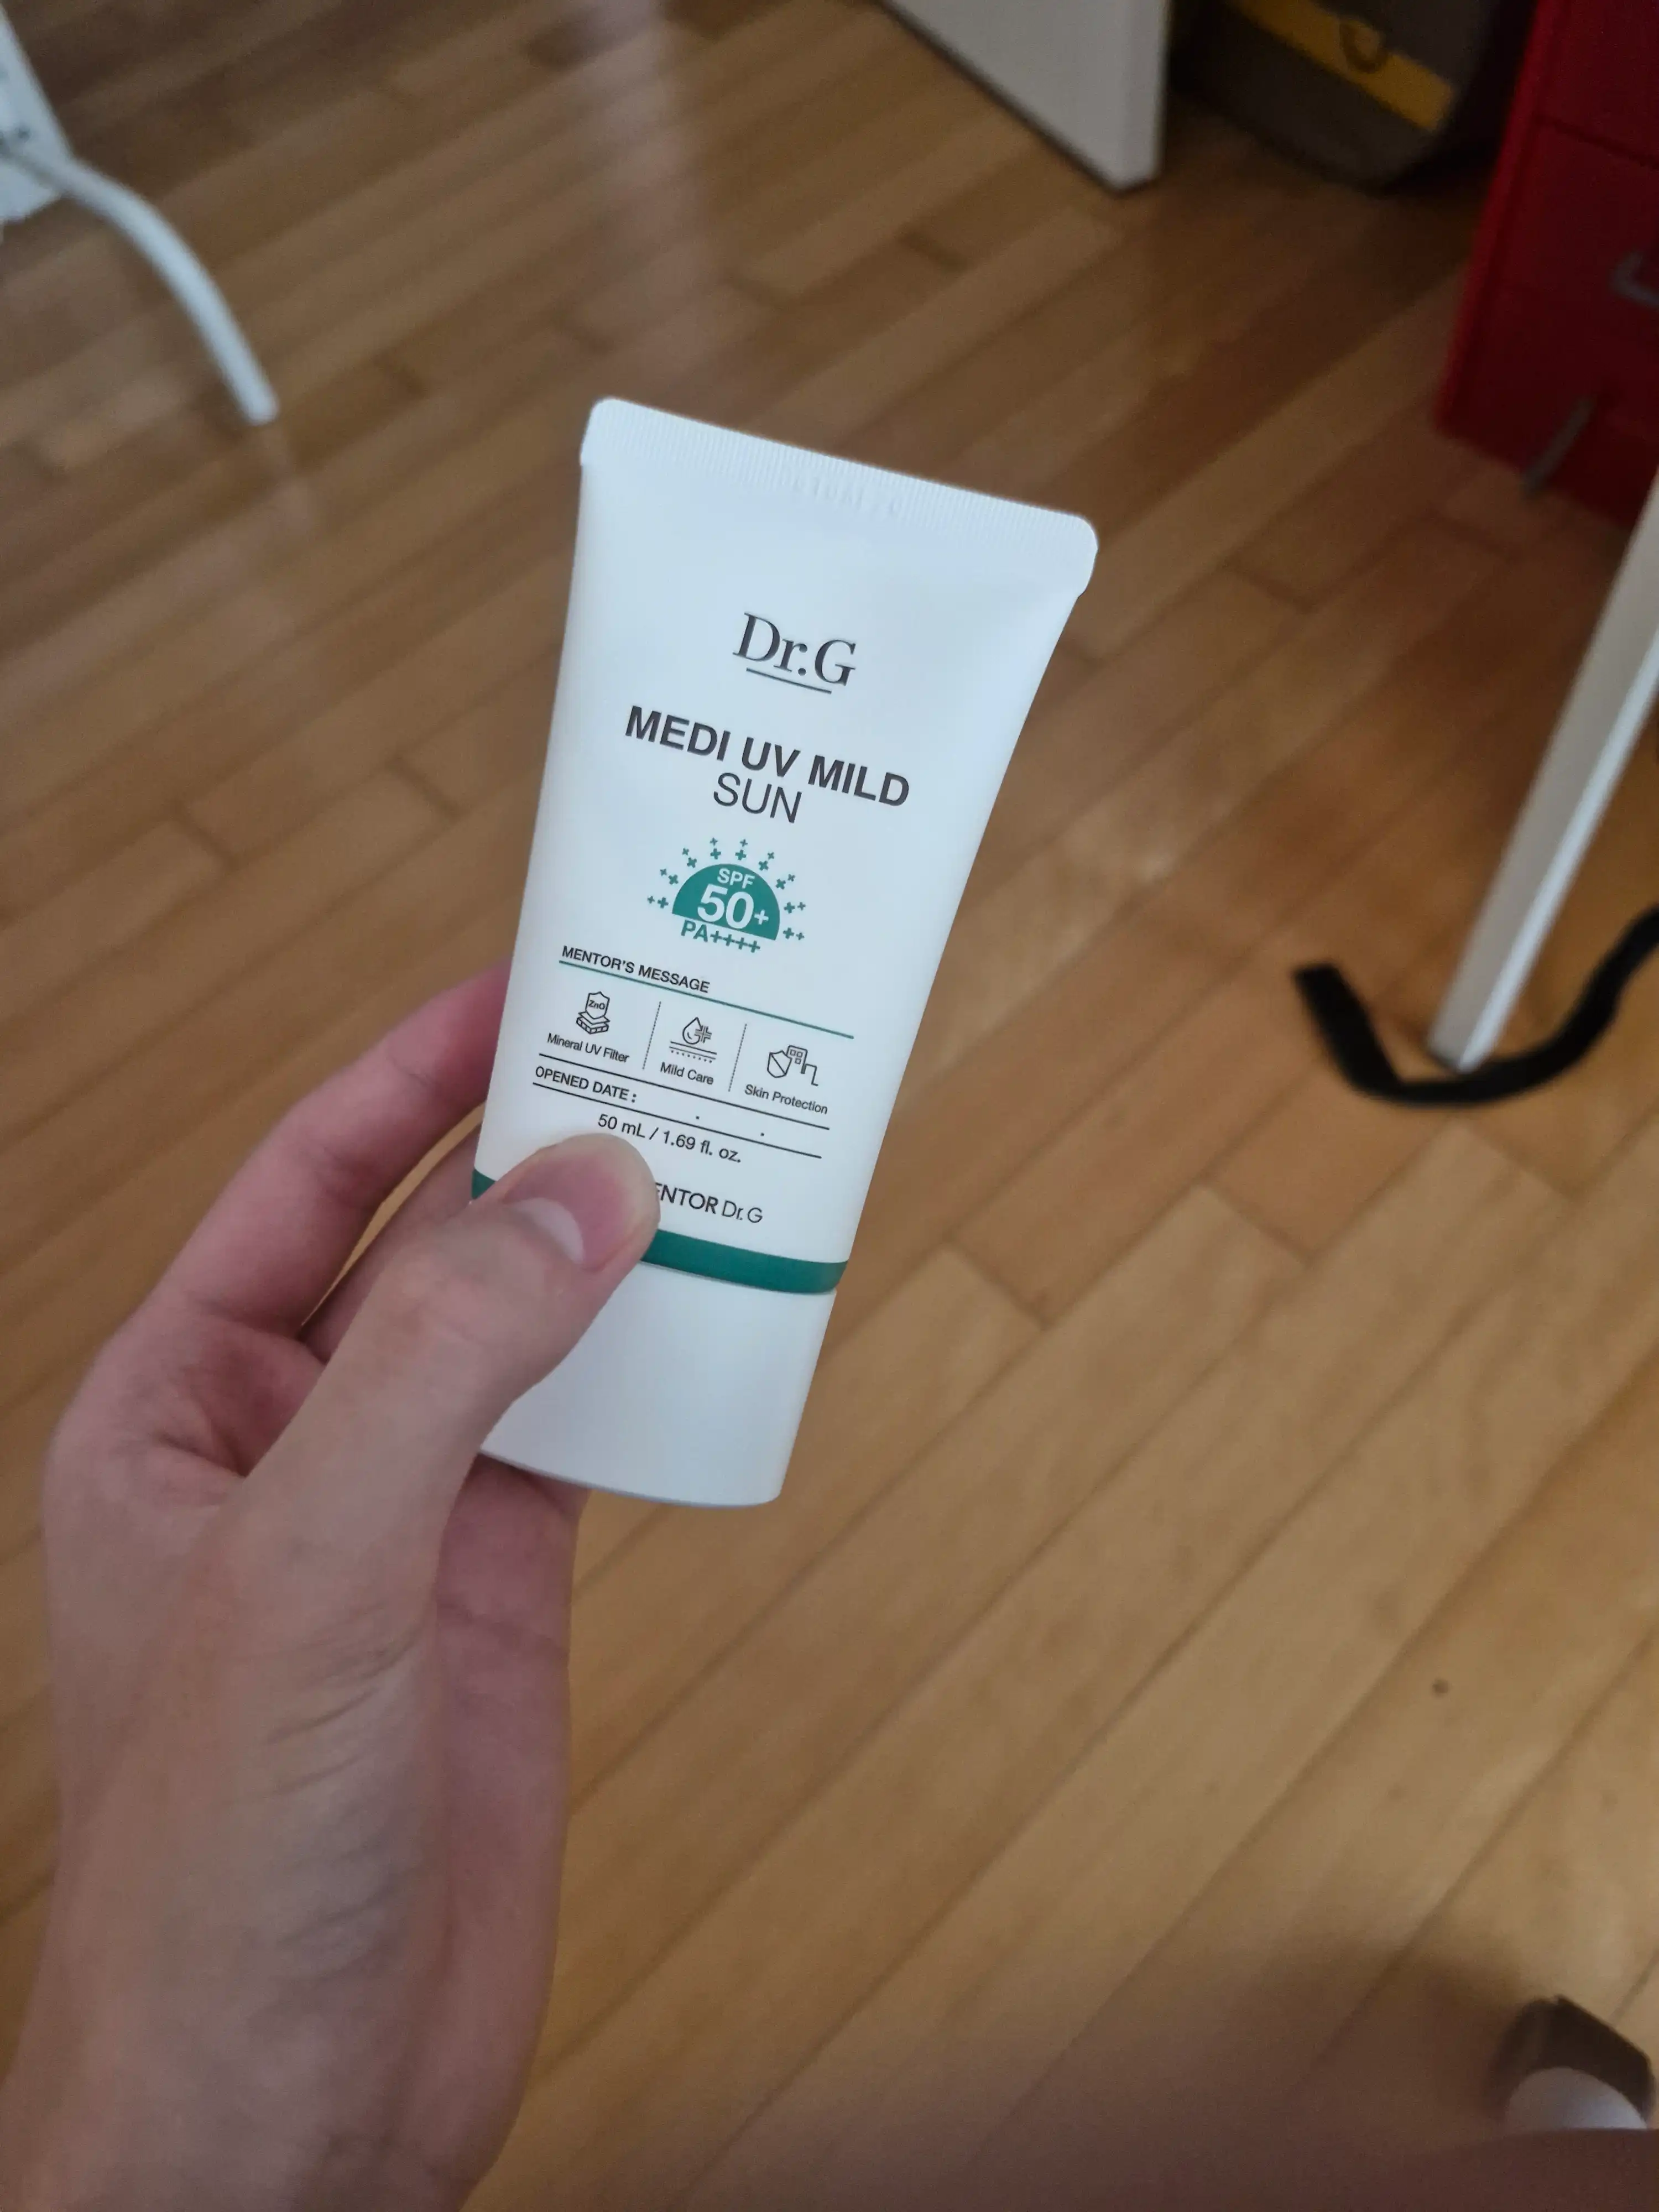 Dr.G
MEDI UV MILD
SUN
SPF
50+
PA++++
MENTOR'S MESSAGE
ZnO
Mineral UV Filter
Mild Care
Skin Protection
OPENED DATE : . .
50 mL / 1.69 fl. oz.
ENTOR Dr.G